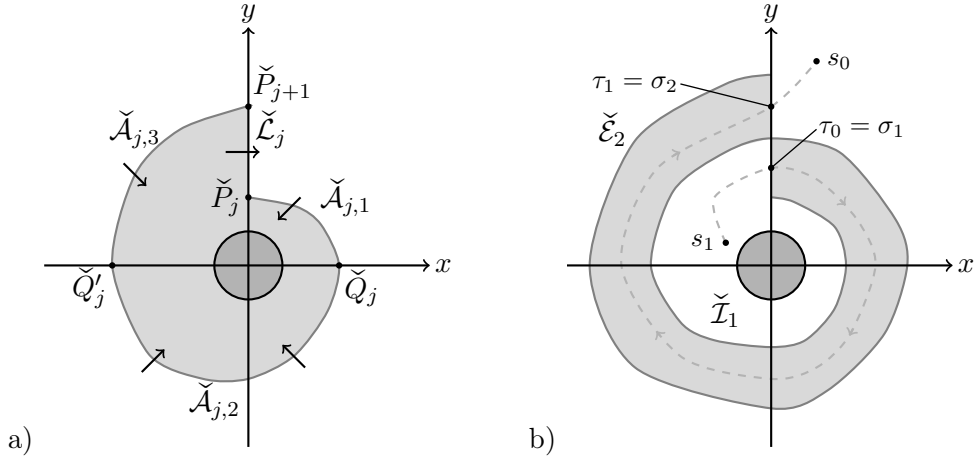 y
P̆_{j+1}
𝒜̆_{j,3}
ℒ̆_j
P̆_j
𝒜̆_{j,1}
x
Q̆'_j
Q̆_j
𝒜̆_{j,2}
a)
y
s_0
τ_1 = σ_2
ℰ̆_2
τ_0 = σ_1
s_1
x
ℐ̆_1
b)